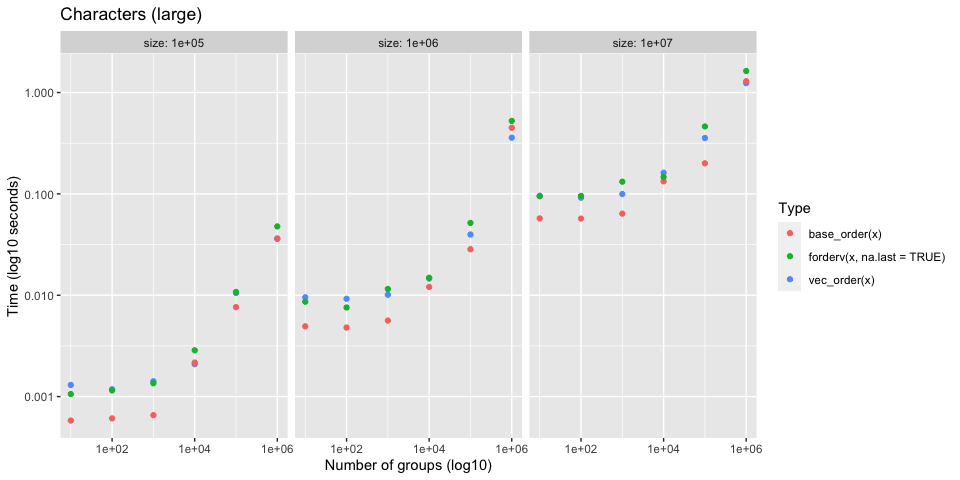 Characters (large)
size: 1e+05
size: 1e+06
size: 1e+07
Time (log10 seconds)
1.000
0.100
0.010
0.001
1e+02
1e+04
1e+06
1e+02
1e+04
1e+06
1e+02
1e+04
1e+06
Number of groups (log10)
Type
base_order(x)
forderv(x, na.last = TRUE)
vec_order(x)